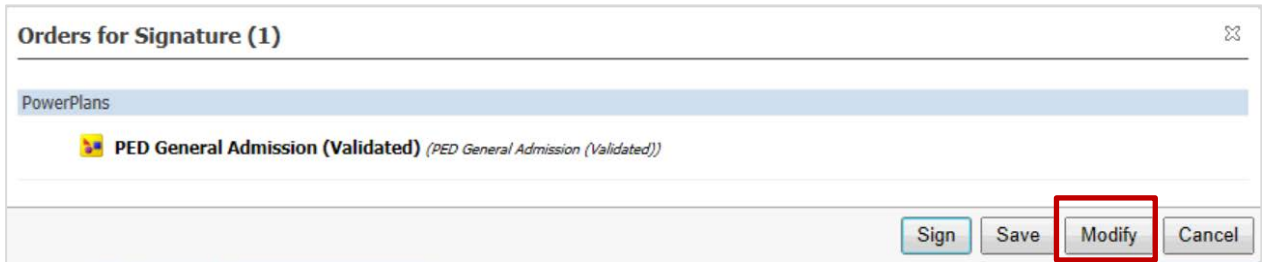 Orders for Signature (1)
PowerPlans
PED General Admission (Validated) (PED General Admission (Validated))
Sign Save Modify Cancel